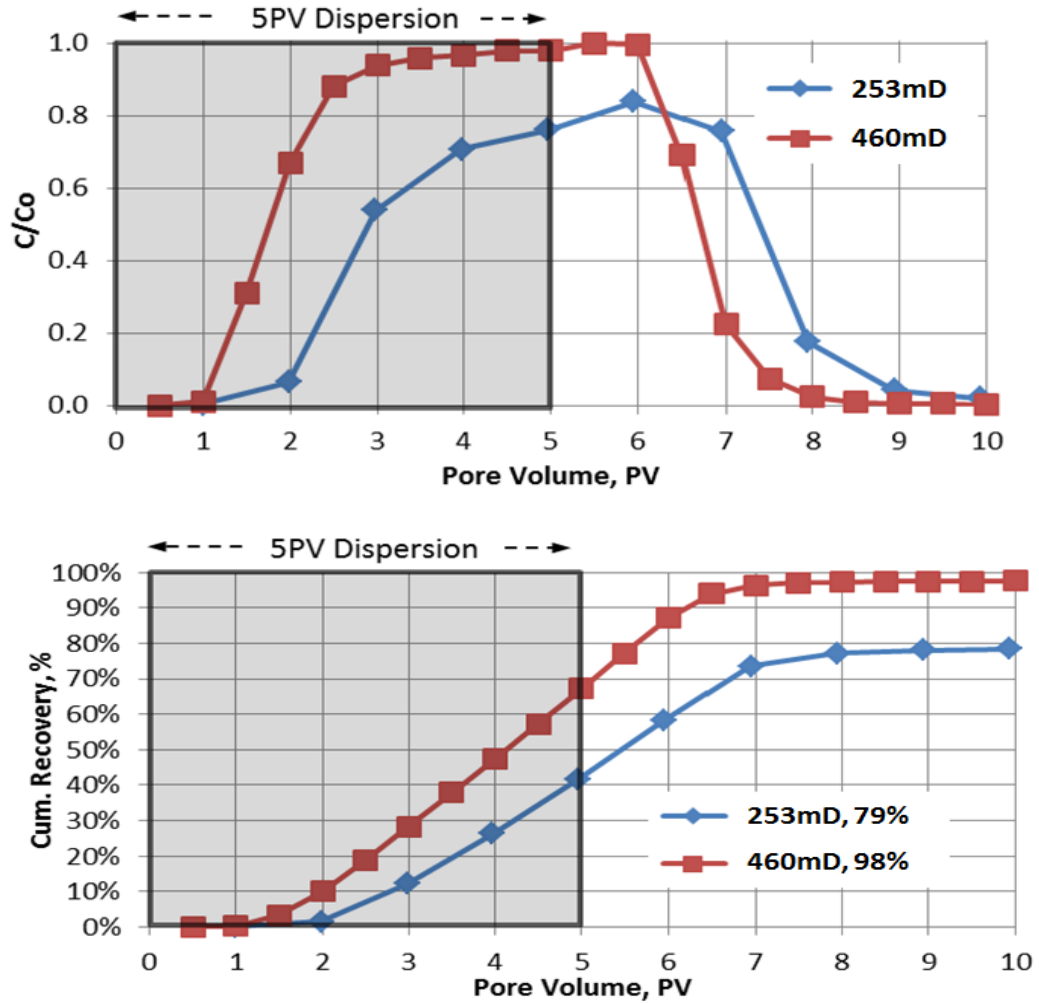 5PV Dispersion
1.0
0.8
0.6
0.4
0.2
0.0
C/Co
253mD
460mD
0 1 2 3 4 5 6 7 8 9 10
Pore Volume, PV
5PV Dispersion
100%
90%
80%
70%
60%
50%
40%
30%
20%
10%
0%
Cum. Recovery, %
253mD, 79%
460mD, 98%
0 1 2 3 4 5 6 7 8 9 10
Pore Volume, PV